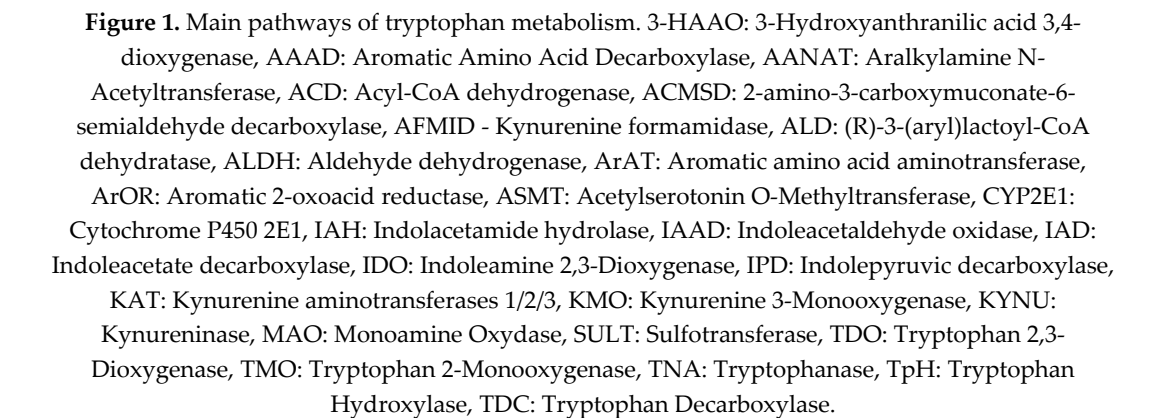 Figure 1. Main pathways of tryptophan metabolism. 3-HAAO: 3-Hydroxyanthranilic acid 3,4-
dioxygenase, AAAD: Aromatic Amino Acid Decarboxylase, AANAT: Aralkylamine N-
Acetyltransferase, ACD: Acyl-CoA dehydrogenase, ACMSD: 2-amino-3-carboxymuconate-6-
semialdehyde decarboxylase, AFMID - Kynurenine formamidase, ALD: (R)-3-(aryl)lactoyl-CoA
dehydratase, ALDH: Aldehyde dehydrogenase, ArAT: Aromatic amino acid aminotransferase,
ArOR: Aromatic 2-oxoacid reductase, ASMT: Acetylserotonin O-Methyltransferase, CYP2E1:
Cytochrome P450 2E1, IAH: Indolacetamide hydrolase, IAAD: Indoleacetaldehyde oxidase, IAD:
Indoleacetate decarboxylase, IDO: Indoleamine 2,3-Dioxygenase, IPD: Indolepyruvic decarboxylase,
KAT: Kynurenine aminotransferases 1/2/3, KMO: Kynurenine 3-Monooxygenase, KYNU:
Kynureninase, MAO: Monoamine Oxydase, SULT: Sulfotransferase, TDO: Tryptophan 2,3-
Dioxygenase, TMO: Tryptophan 2-Monooxygenase, TNA: Tryptophanase, TpH: Tryptophan
Hydroxylase, TDC: Tryptophan Decarboxylase.